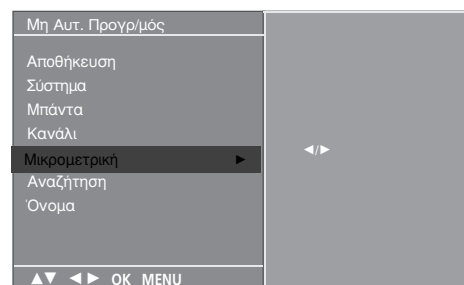 Μη Αυτ. Προγρ/μός
Αποθήκευση
Σύστημα
Μπάντα
Κανάλι
Μικρομετρική ►
◄/►
Αναζήτηση
Όνομα
▲▼ ◄► OK MENU